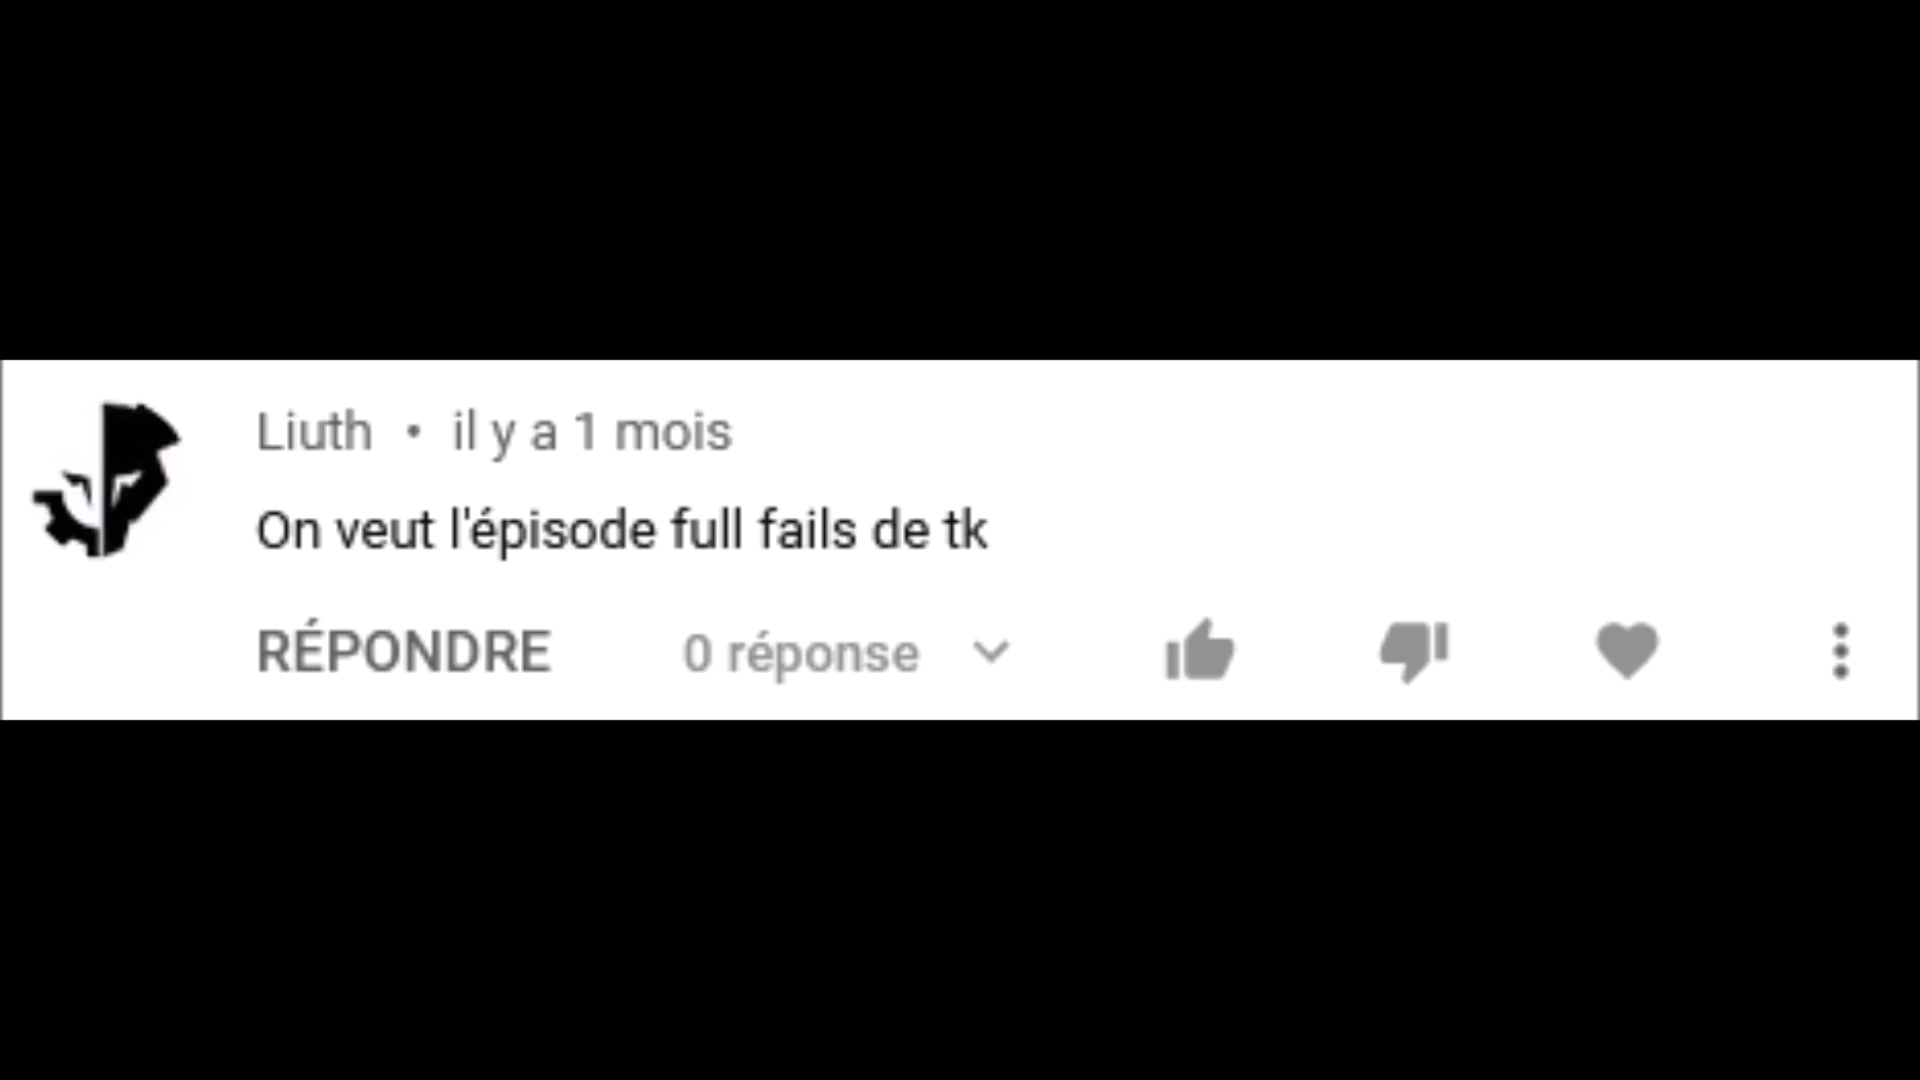 Liuth • il y a 1 mois
On veut l'épisode full fails de tk
RÉPONDRE 0 réponse